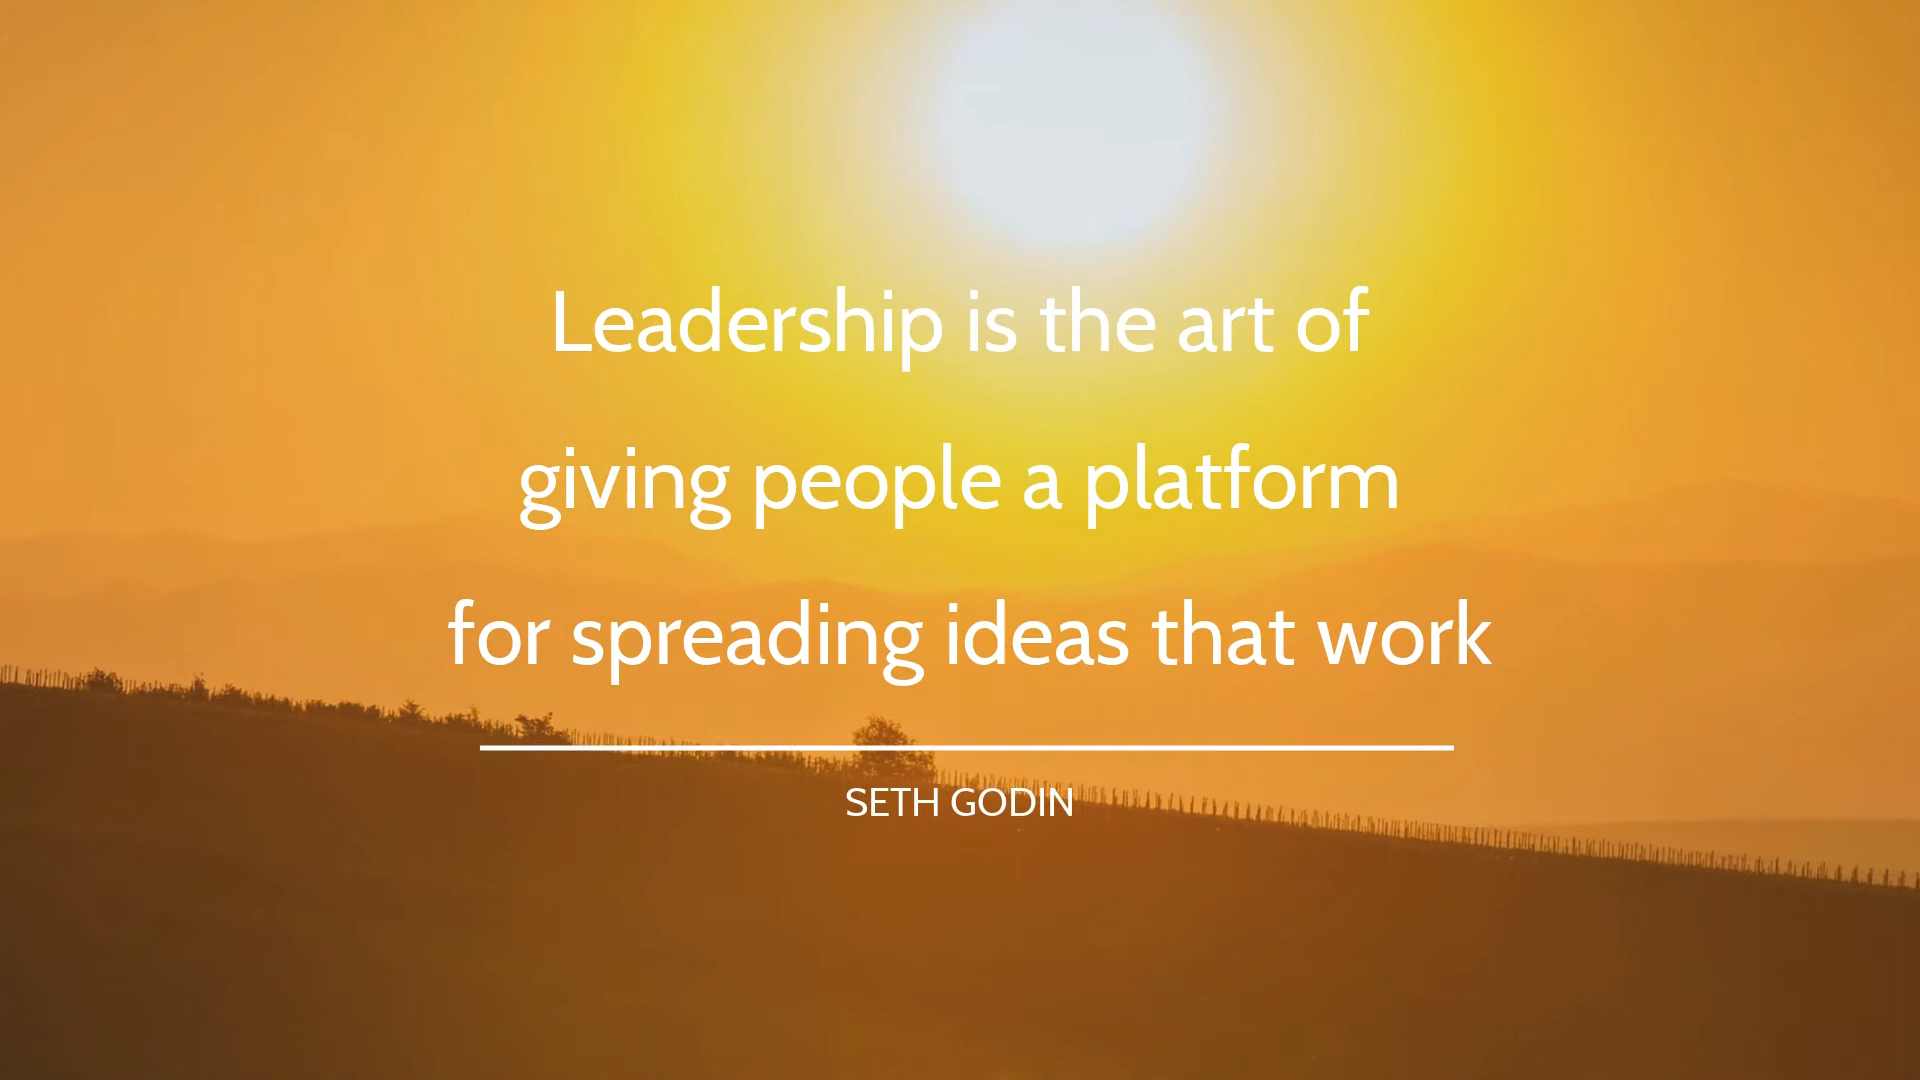 Leadership is the art of
giving people a platform
for spreading ideas that work
SETH GODIN